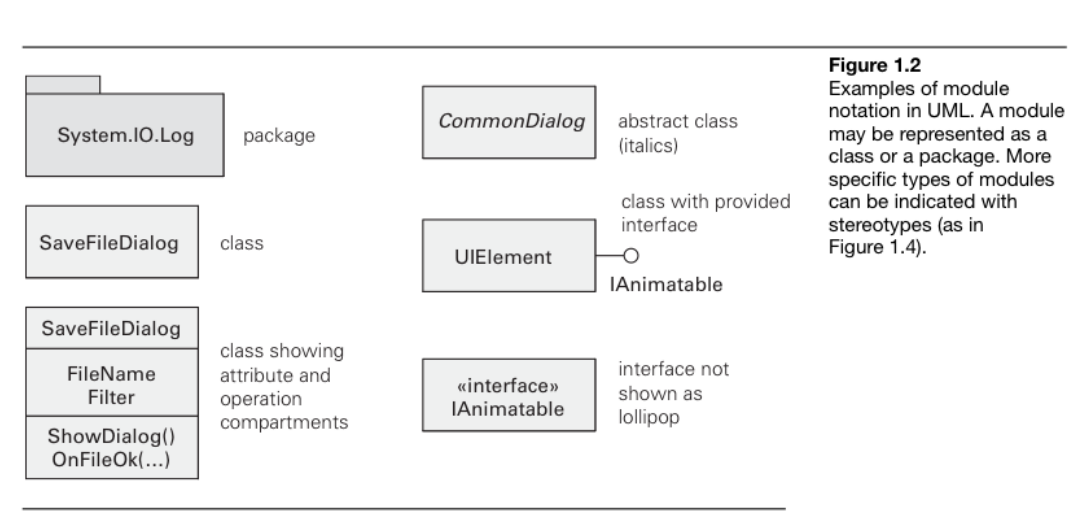 System.IO.Log
package
SaveFileDialog
class
SaveFileDialog
FileName
Filter
ShowDialog()
OnFileOk(...)
class showing
attribute and
operation
compartments
CommonDialog
abstract class
(italics)
class with provided
interface
UIElement
IAnimatable
«interface»
IAnimatable
interface not
shown as
lollipop
Figure 1.2
Examples of module
notation in UML. A module
may be represented as a
class or a package. More
specific types of modules
can be indicated with
stereotypes (as in
Figure 1.4).